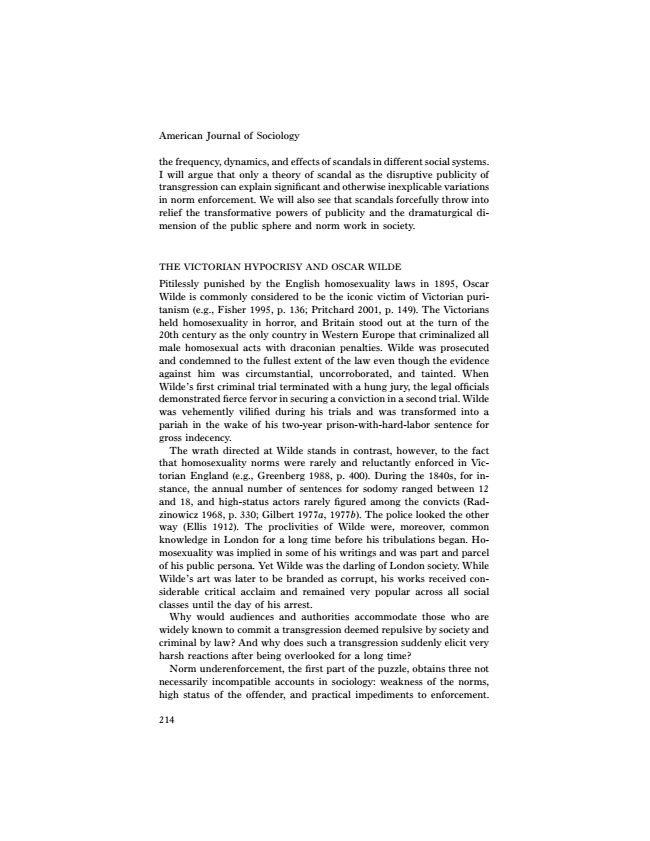 American Journal of Sociology
the frequency, dynamics, and effects of scandals in different social systems.
I will argue that only a theory of scandal as the disruptive publicity of
transgression can explain significant and otherwise inexplicable variations
in norm enforcement. We will also see that scandals forcefully throw into
relief the transformative powers of publicity and the dramaturgical di-
mension of the public sphere and norm work in society.
THE VICTORIAN HYPOCRISY AND OSCAR WILDE
Pitilessly punished by the English homosexuality laws in 1895, Oscar
Wilde is commonly considered to be the iconic victim of Victorian puri-
tanism (e.g., Fisher 1995, p. 136; Pritchard 2001, p. 149). The Victorians
held homosexuality in horror, and Britain stood out at the turn of the
20th century as the only country in Western Europe that criminalized all
male homosexual acts with draconian penalties. Wilde was prosecuted
and condemned to the fullest extent of the law even though the evidence
against him was circumstantial, uncorroborated, and tainted. When
Wilde's first criminal trial terminated with a hung jury, the legal officials
demonstrated fierce fervor in securing a conviction in a second trial. Wilde
was vehemently vilified during his trials and was transformed into a
pariah in the wake of his two-year prison-with-hard-labor sentence for
gross indecency.
The wrath directed at Wilde stands in contrast, however, to the fact
that homosexuality norms were rarely and reluctantly enforced in Vic-
torian England (e.g., Greenberg 1988, p. 400). During the 1840s, for in-
stance, the annual number of sentences for sodomy ranged between 12
and 18, and high-status actors rarely figured among the convicts (Rad-
zinowicz 1968, p. 330; Gilbert 1977a, 1977b). The police looked the other
way (Ellis 1912). The proclivities of Wilde were, moreover, common
knowledge in London for a long time before his tribulations began. Ho-
mosexuality was implied in some of his writings and was part and parcel
of his public persona. Yet Wilde was the darling of London society. While
Wilde's art was later to be branded as corrupt, his works received con-
siderable critical acclaim and remained very popular across all social
classes until the day of his arrest.
Why would audiences and authorities accommodate those who are
widely known to commit a transgression deemed repulsive by society and
criminal by law? And why does such a transgression suddenly elicit very
harsh reactions after being overlooked for a long time?
Norm underenforcement, the first part of the puzzle, obtains three not
necessarily incompatible accounts in sociology: weakness of the norms,
high status of the offender, and practical impediments to enforcement.
214